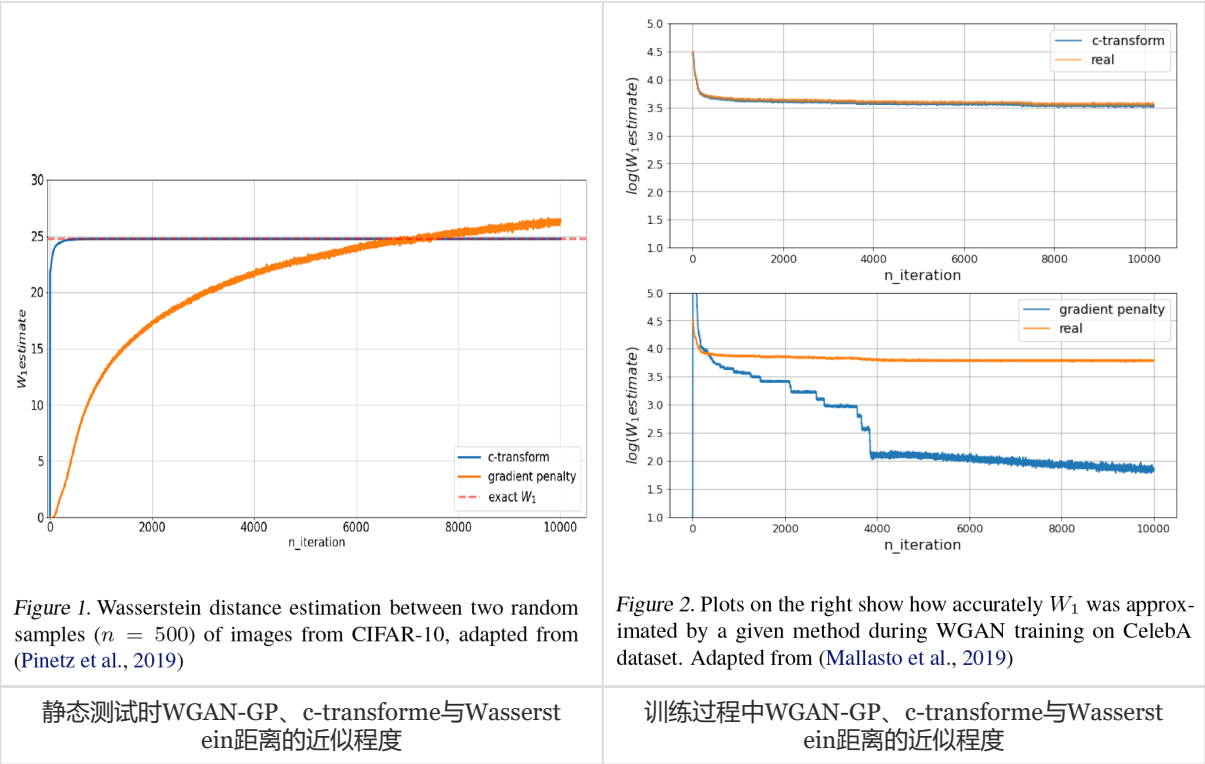 30
25
20
15
10
5
0
W₁estimate
0 2000 4000 6000 8000 10000
n_iteration
c-transform
gradient penalty
exact W₁
Figure 1. Wasserstein distance estimation between two random
samples (n = 500) of images from CIFAR-10, adapted from
(Pinetz et al., 2019)
静态测试时WGAN-GP、c-transforme与Wasserst
ein距离的近似程度
5.0
4.5
4.0
3.5
3.0
2.5
2.0
1.5
1.0
log(W₁estimate)
0 2000 4000 6000 8000 10000
n_iteration
c-transform
real
5.0
4.5
4.0
3.5
3.0
2.5
2.0
1.5
1.0
log(W₁estimate)
0 2000 4000 6000 8000 10000
n_iteration
gradient penalty
real
Figure 2. Plots on the right show how accurately W₁ was approx-
imated by a given method during WGAN training on CelebA
dataset. Adapted from (Mallasto et al., 2019)
训练过程中WGAN-GP、c-transforme与Wasserst
ein距离的近似程度